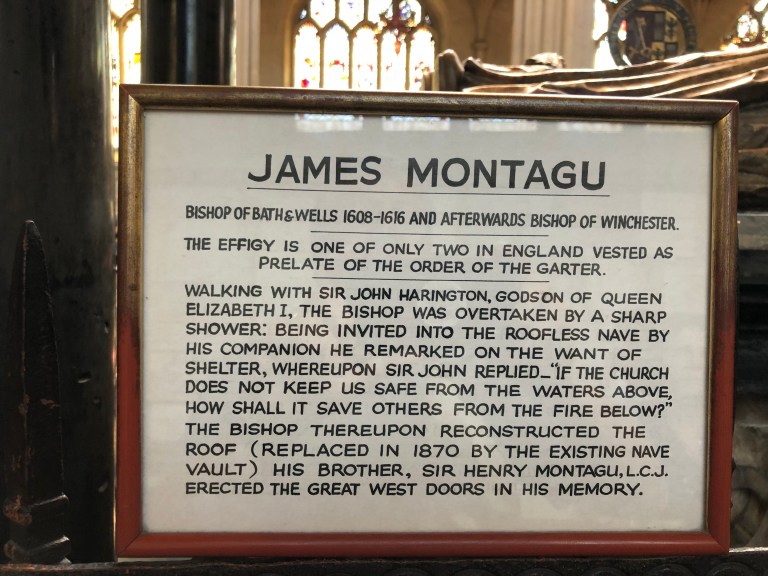 JAMES MONTAGU
BISHOP OF BATH & WELLS 1608-1616 AND AFTERWARDS BISHOP OF WINCHESTER.
THE EFFIGY IS ONE OF ONLY TWO IN ENGLAND VESTED AS
PRELATE OF THE ORDER OF THE GARTER.
WALKING WITH SIR JOHN HARINGTON, GODSON OF QUEEN
ELIZABETH I, THE BISHOP WAS OVERTAKEN BY A SHARP
SHOWER: BEING INVITED INTO THE ROOFLESS NAVE BY
HIS COMPANION HE REMARKED ON THE WANT OF
SHELTER, WHEREUPON SIR JOHN REPLIED_"IF THE CHURCH
DOES NOT KEEP US SAFE FROM THE WATERS ABOVE,
HOW SHALL IT SAVE OTHERS FROM THE FIRE BELOW?"
THE BISHOP THEREUPON RECONSTRUCTED THE
ROOF (REPLACED IN 1870 BY THE EXISTING NAVE
VAULT) HIS BROTHER, SIR HENRY MONTAGU, L.C.J.
ERECTED THE GREAT WEST DOORS IN HIS MEMORY.